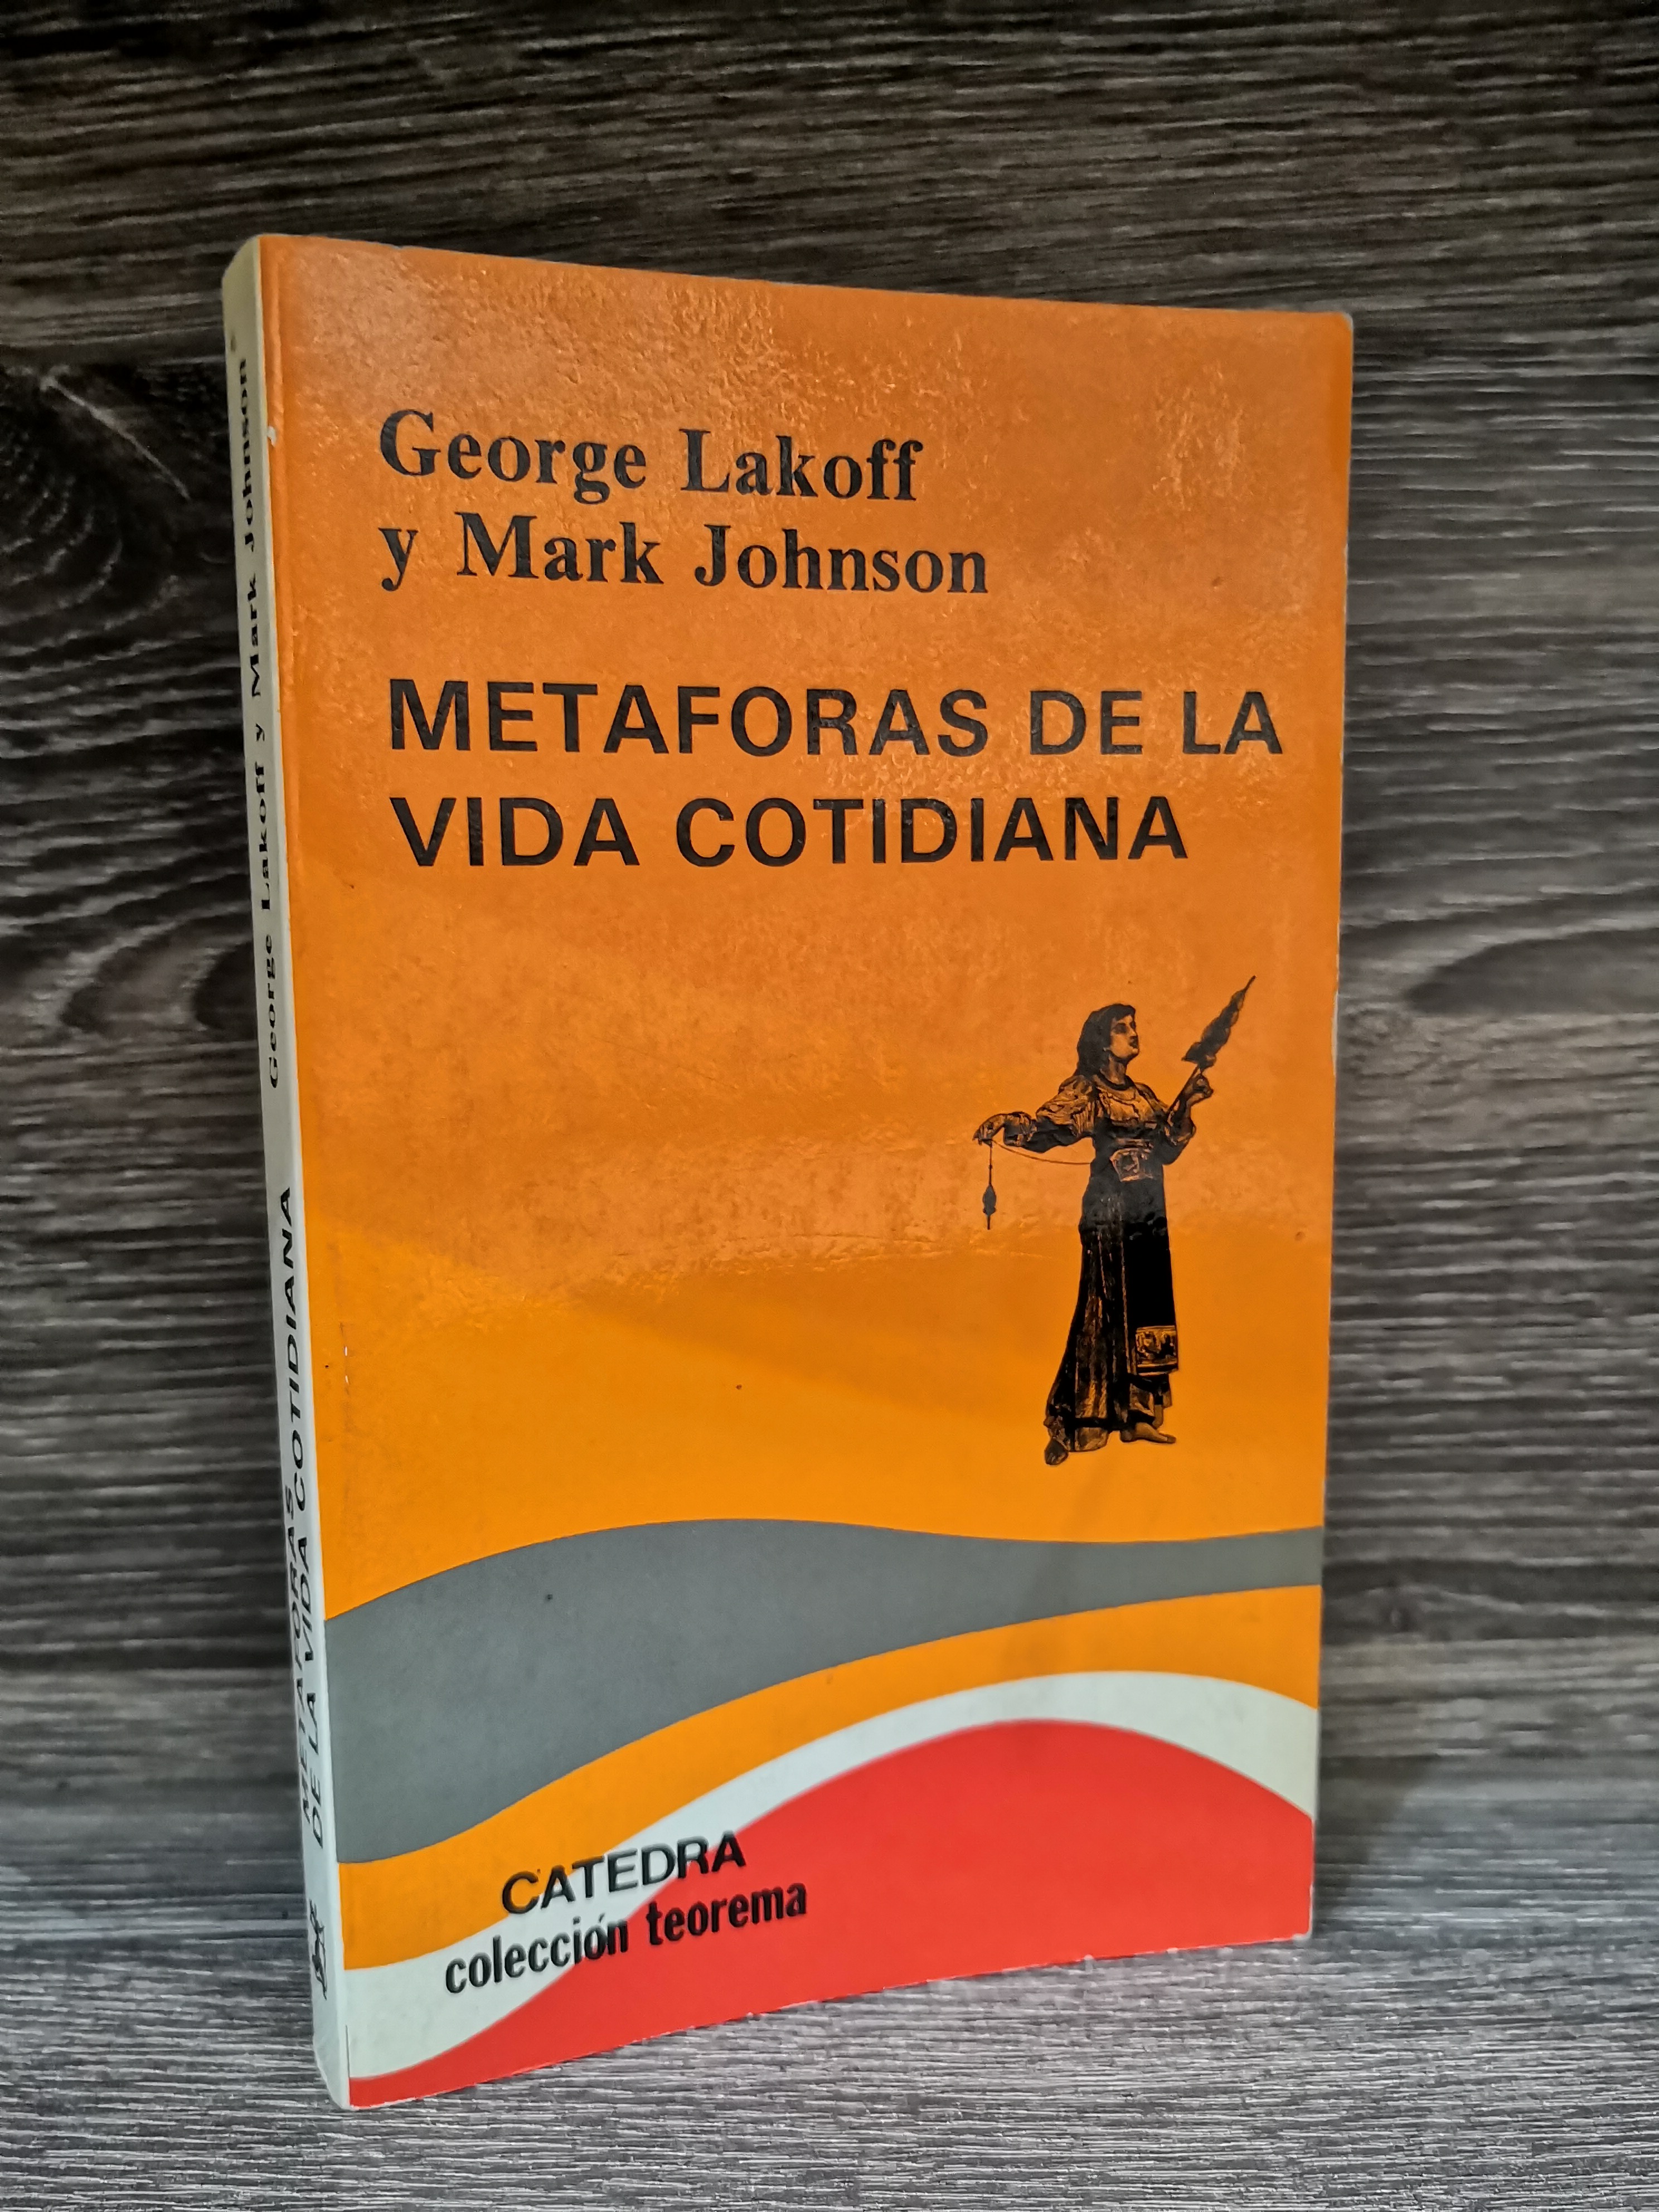 George Lakoff
y Mark Johnson
METAFORAS DE LA
VIDA COTIDIANA
CATEDRA
colección teorema
George Lakoff y Mark Johnson
METAFORAS
DE LA VIDA COTIDIANA